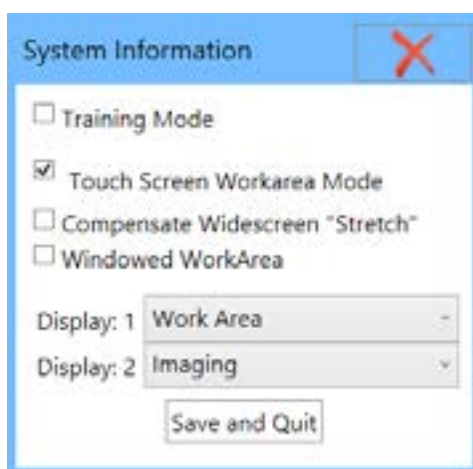 System Information
Training Mode
Touch Screen Workarea Mode
Compensate Widescreen "Stretch"
Windowed WorkArea
Display: 1 Work Area
Display: 2 Imaging
Save and Quit